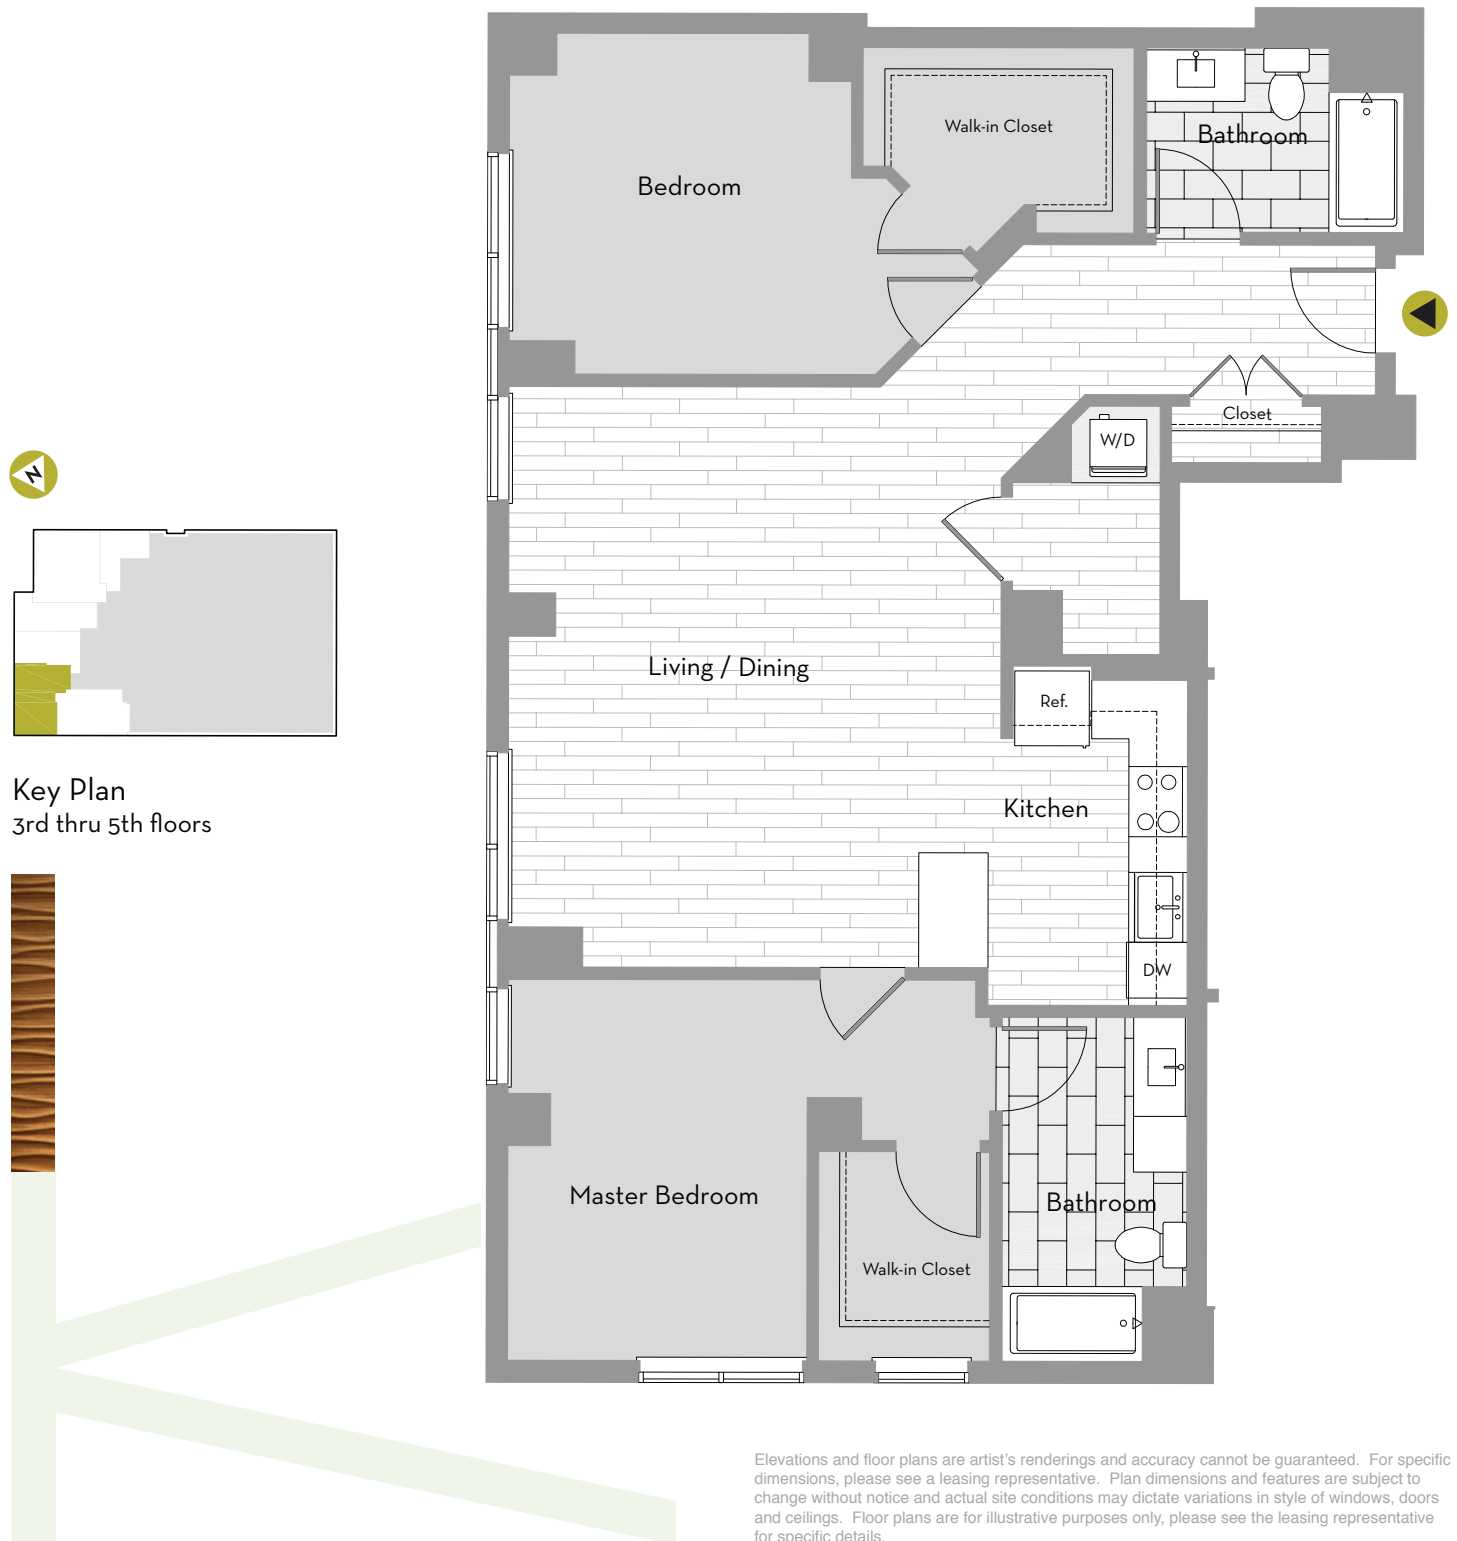 Walk-in Closet
Bathroom
Bedroom
Closet
W/D
N
Living / Dining
Ref.
Key Plan
3rd thru 5th floors
Kitchen
DW
Master Bedroom
Bathroom
Walk-in Closet
Elevations and floor plans are artist's renderings and accuracy cannot be guaranteed.  For specific
dimensions, please see a leasing representative.  Plan dimensions and features are subject to
change without notice and actual site conditions may dictate variations in style of windows, doors
and ceilings.  Floor plans are for illustrative purposes only, please see the leasing representative
for specific details.